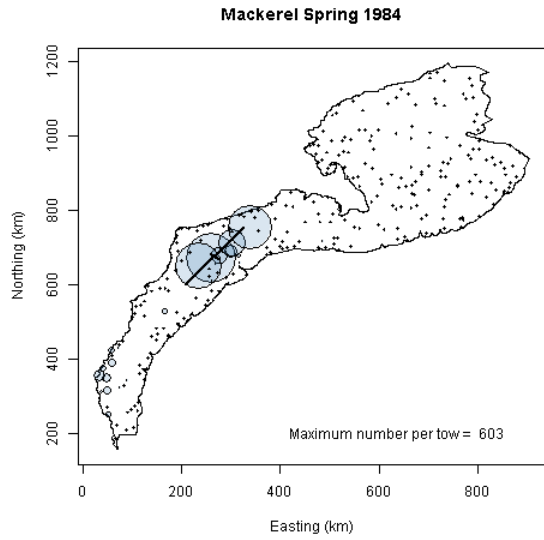 Mackerel Spring 1984
1200
1000
800
600
400
200
Northing (km)
Maximum number per tow = 603
0 200 400 600 800
Easting (km)